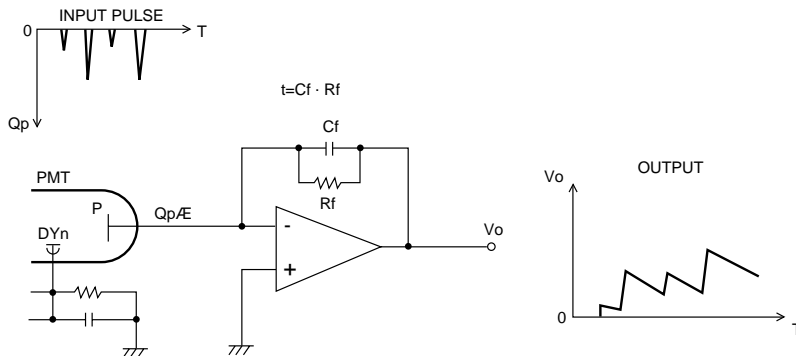 INPUT PULSE
0
T
Qp
t=Cf · Rf
Cf
Rf
PMT
P
QpÆ
DYn
-
+
Vo
OUTPUT
Vo
0
T